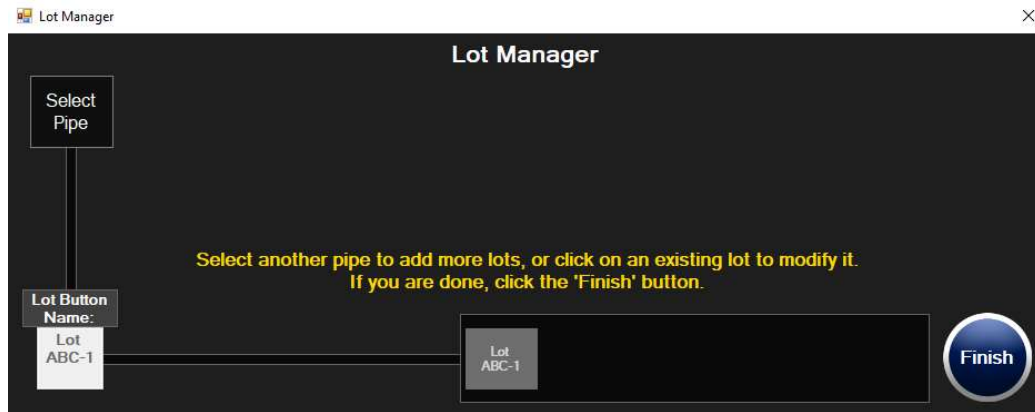 Lot Manager
Lot Manager
Select
Pipe
Select another pipe to add more lots, or click on an existing lot to modify it.
If you are done, click the 'Finish' button.
Lot Button
Name:
Lot
ABC-1
Lot
ABC-1
Finish